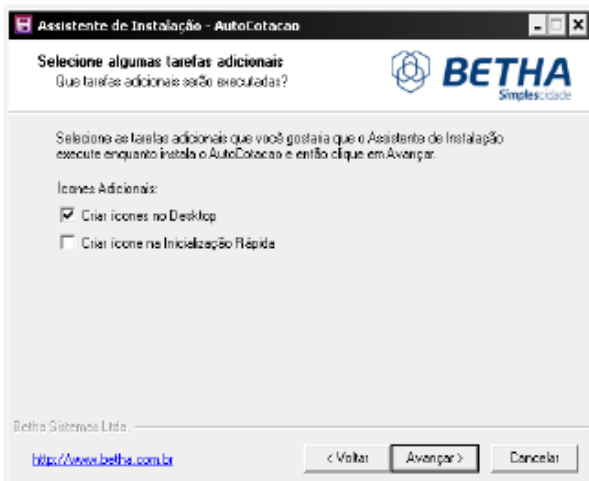 Assistente de Instalação - AutoCotacao
Selecione algumas tarefas adicionais
Que tarefas adicionais serão executadas?
BETHA
Simplescidade
Selecione as tarefas adicionais que você gostaria que o Assistente de Instalação
execute enquanto instala o AutoCotacao e então clique em Avançar.
Ícones Adicionais:
Criar ícones no Desktop
Criar ícone na Inicialização Rápida
Betha Sistemas Ltda.
http://www.betha.com.br
< Voltar
Avançar >
Cancelar